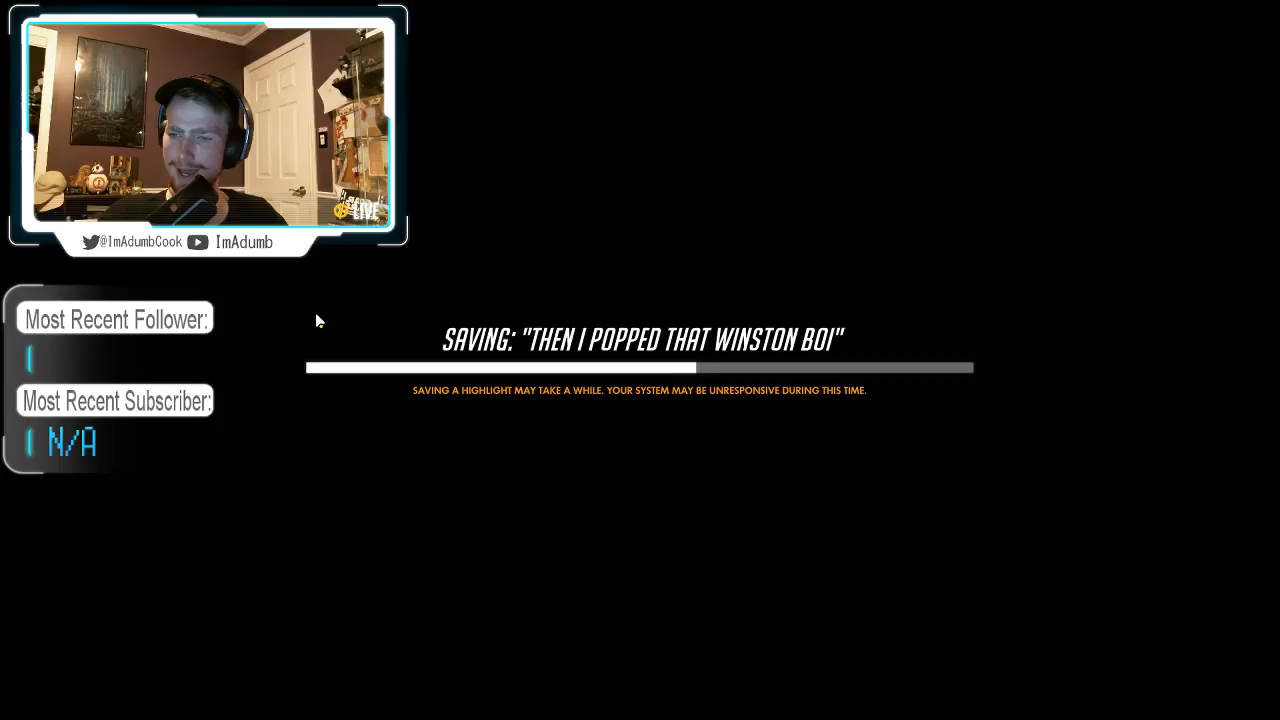 LIVE
@ImAdumbCook ImAdumb
Most Recent Follower:
Most Recent Subscriber:
N/A
SAVING: "THEN I POPPED THAT WINSTON BOI"
SAVING A HIGHLIGHT MAY TAKE A WHILE. YOUR SYSTEM MAY BE UNRESPONSIVE DURING THIS TIME.